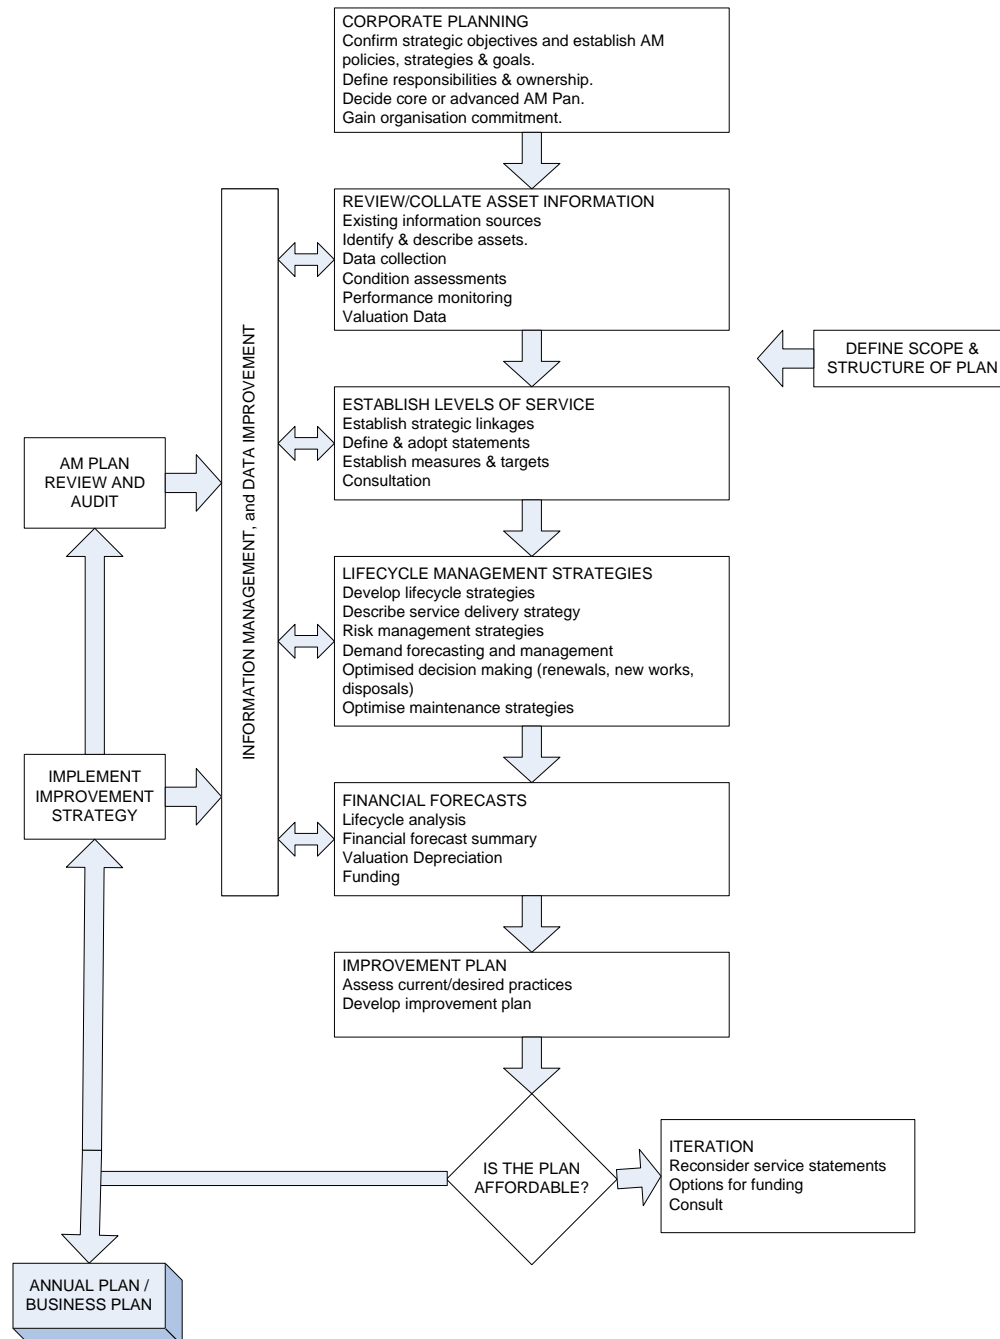 CORPORATE PLANNING
Confirm strategic objectives and establish AM
policies, strategies & goals.
Define responsibilities & ownership.
Decide core or advanced AM Pan.
Gain organisation commitment.
REVIEW/COLLATE ASSET INFORMATION
Existing information sources
Identify & describe assets.
Data collection
Condition assessments
Performance monitoring
Valuation Data
DEFINE SCOPE &
STRUCTURE OF PLAN
INFORMATION MANAGEMENT, and DATA IMPROVEMENT
ESTABLISH LEVELS OF SERVICE
Establish strategic linkages
Define & adopt statements
Establish measures & targets
Consultation
AM PLAN
REVIEW AND
AUDIT
LIFECYCLE MANAGEMENT STRATEGIES
Develop lifecycle strategies
Describe service delivery strategy
Risk management strategies
Demand forecasting and management
Optimised decision making (renewals, new works,
disposals)
Optimise maintenance strategies
IMPLEMENT
IMPROVEMENT
STRATEGY
FINANCIAL FORECASTS
Lifecycle analysis
Financial forecast summary
Valuation Depreciation
Funding
IMPROVEMENT PLAN
Assess current/desired practices
Develop improvement plan
IS THE PLAN
AFFORDABLE?
ITERATION
Reconsider service statements
Options for funding
Consult
ANNUAL PLAN /
BUSINESS PLAN